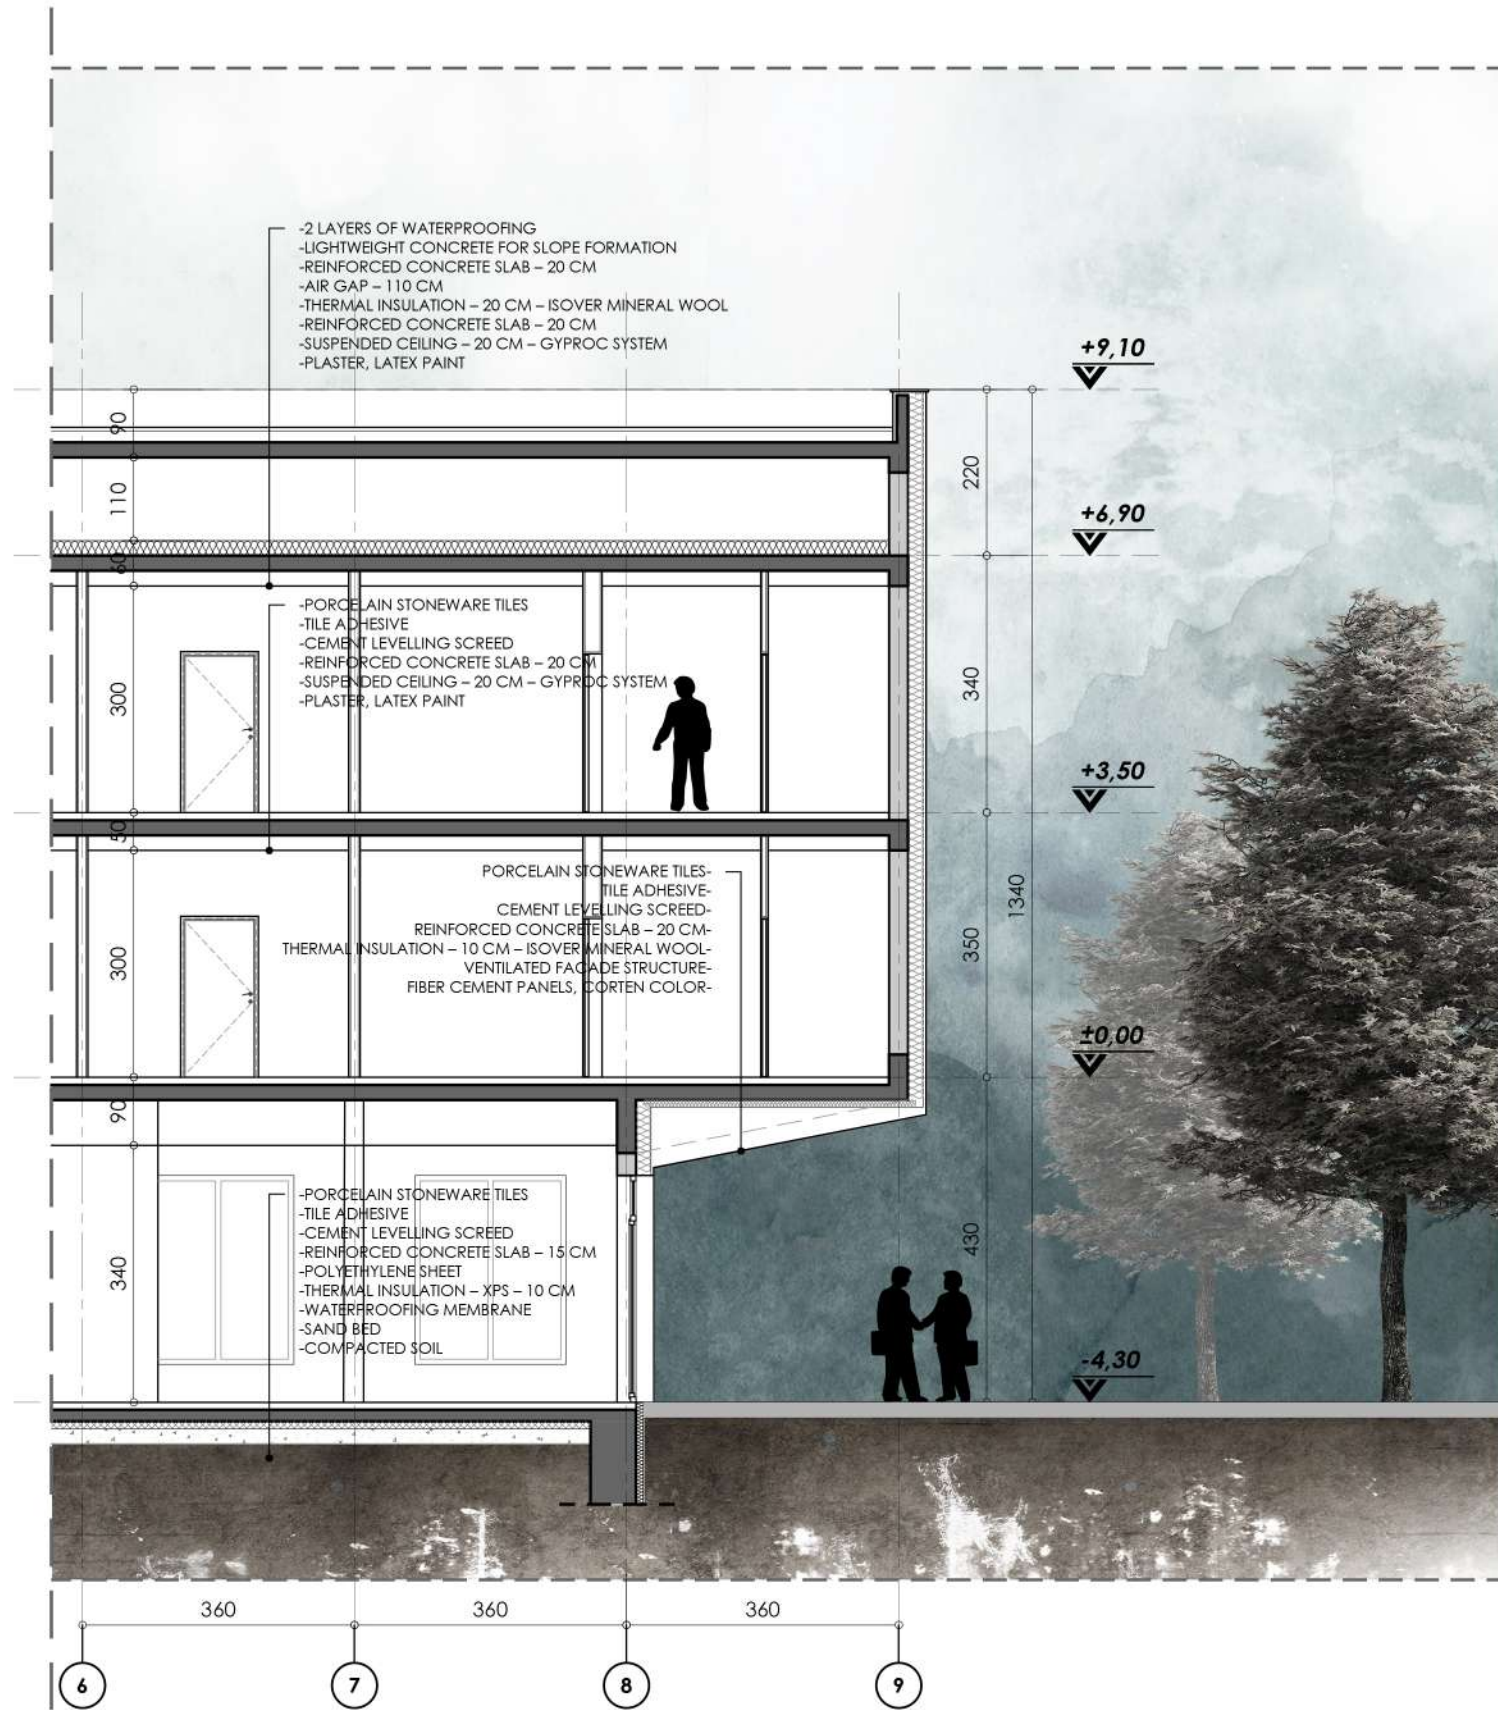 -2 LAYERS OF WATERPROOFING
-LIGHTWEIGHT CONCRETE FOR SLOPE FORMATION
-REINFORCED CONCRETE SLAB – 20 CM
-AIR GAP – 110 CM
-THERMAL INSULATION – 20 CM – ISOVER MINERAL WOOL
-REINFORCED CONCRETE SLAB – 20 CM
-SUSPENDED CEILING – 20 CM – GYPROC SYSTEM
-PLASTER, LATEX PAINT
+9,10
90
220
110
+6,90
60
-PORCELAIN STONEWARE TILES
-TILE ADHESIVE
-CEMENT LEVELLING SCREED
-REINFORCED CONCRETE SLAB – 20 CM
-SUSPENDED CEILING – 20 CM – GYPROC SYSTEM
-PLASTER, LATEX PAINT
300
340
+3,50
50
PORCELAIN STONEWARE TILES-
TILE ADHESIVE-
CEMENT LEVELLING SCREED-
REINFORCED CONCRETE SLAB – 20 CM-
THERMAL INSULATION – 10 CM – ISOVER MINERAL WOOL-
VENTILATED FACADE STRUCTURE-
FIBER CEMENT PANELS, CORTEN COLOR-
1340
300
350
±0,00
90
-PORCELAIN STONEWARE TILES
-TILE ADHESIVE
-CEMENT LEVELLING SCREED
-REINFORCED CONCRETE SLAB – 15 CM
-POLYETHYLENE SHEET
-THERMAL INSULATION – XPS – 10 CM
-WATERPROOFING MEMBRANE
-SAND BED
-COMPACTED SOIL
340
430
-4,30
360 360 360
6 7 8 9